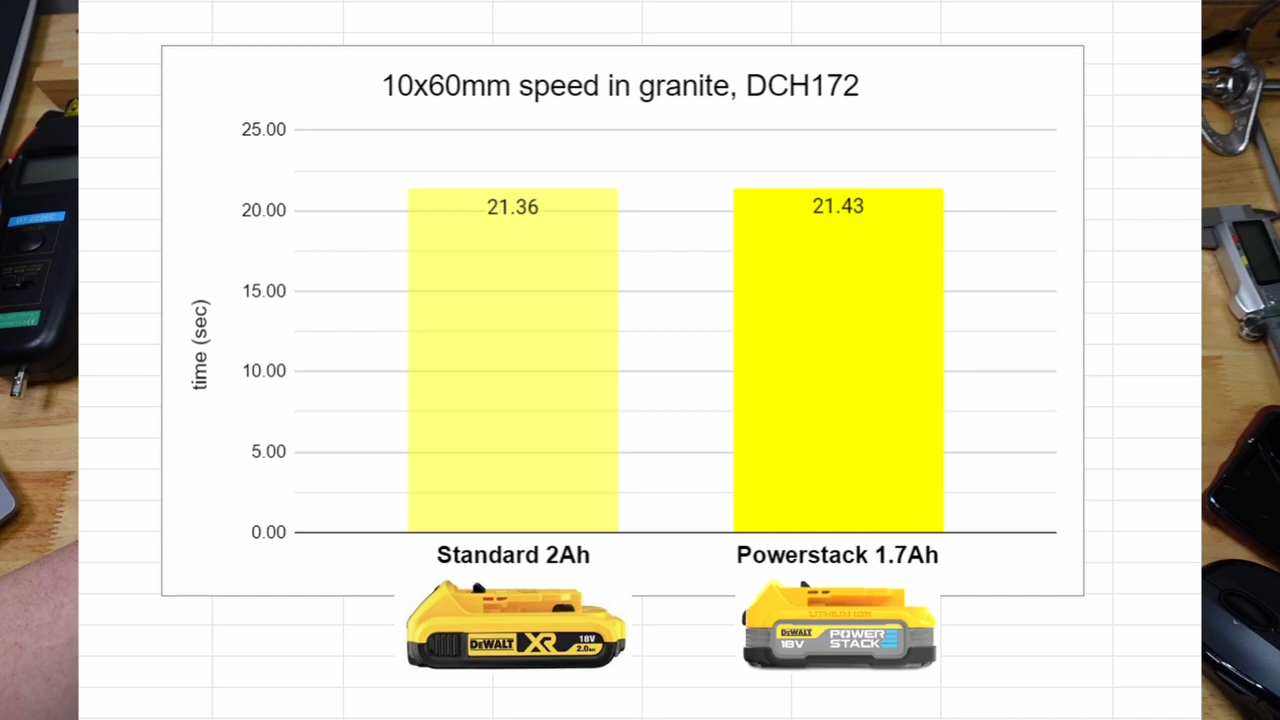 10x60mm speed in granite, DCH172
25.00
20.00
15.00
10.00
5.00
0.00
time (sec)
21.36
21.43
Standard 2Ah
Powerstack 1.7Ah
DEWALT XR 18V 2.0AH
LITHIUM ION
DEWALT
18V
POWER
STACK